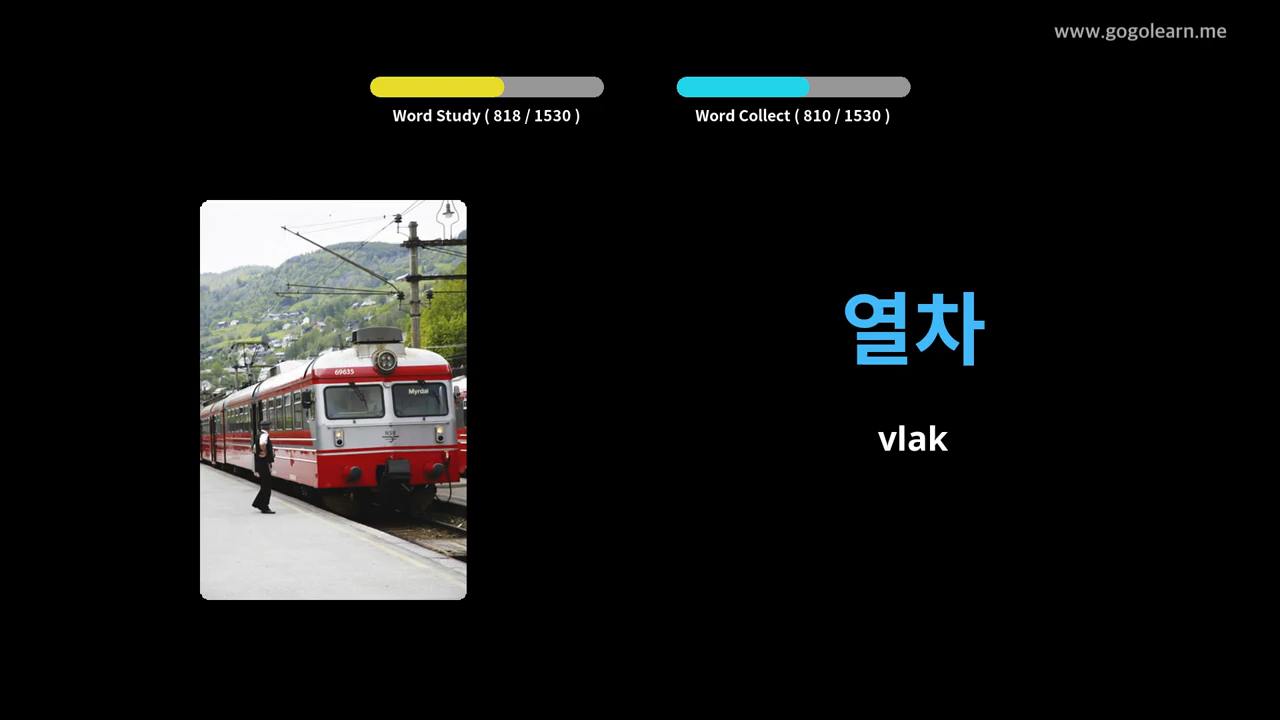 www.gogolearn.me
Word Study ( 818 / 1530 )
Word Collect ( 810 / 1530 )
69635
Myrdal
NSB
열차
vlak